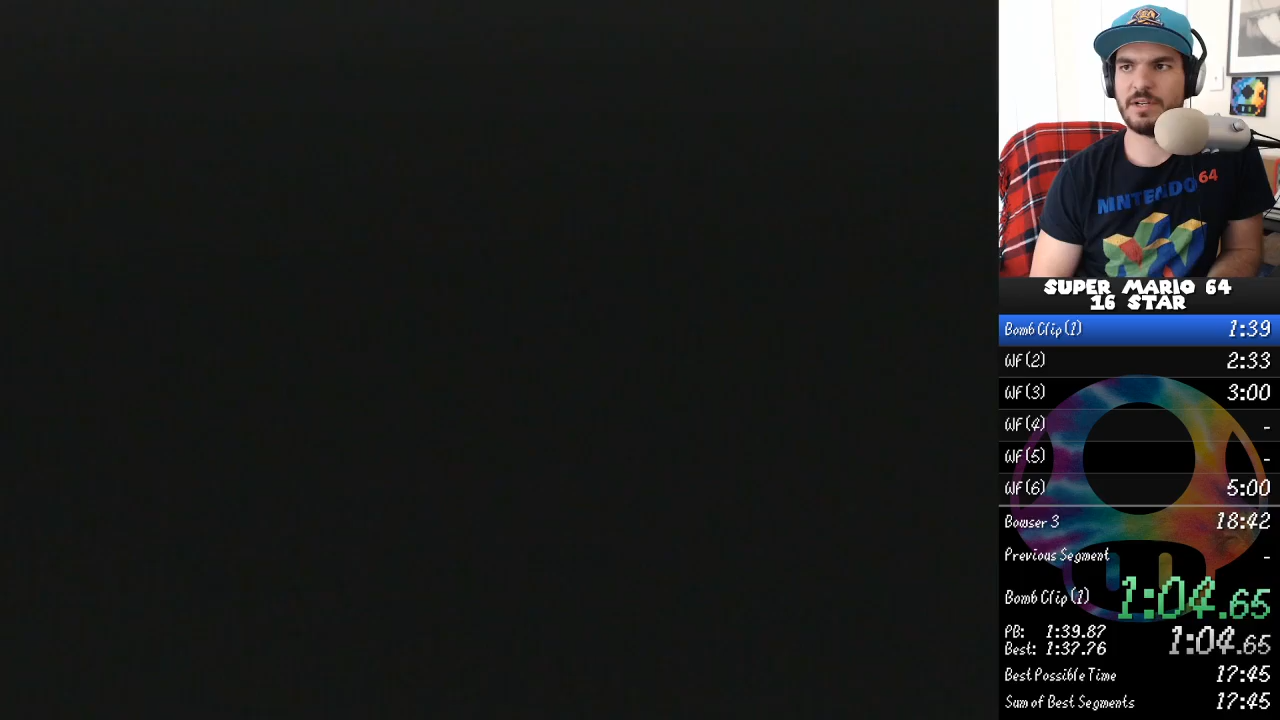 NINTENDO 64
SUPER MARIO 64
16 STAR
Bomb Clip (1) 1:39
WF (2) 2:33
WF (3) 3:00
WF (4) -
WF (5) -
WF (6) 5:00
Bowser 3 18:42
Previous Segment -
Bomb Clip (1) 1:04.65
PB: 1:39.87
Best: 1:37.76
1:04.65
Best Possible Time 17:45
Sum of Best Segments 17:45